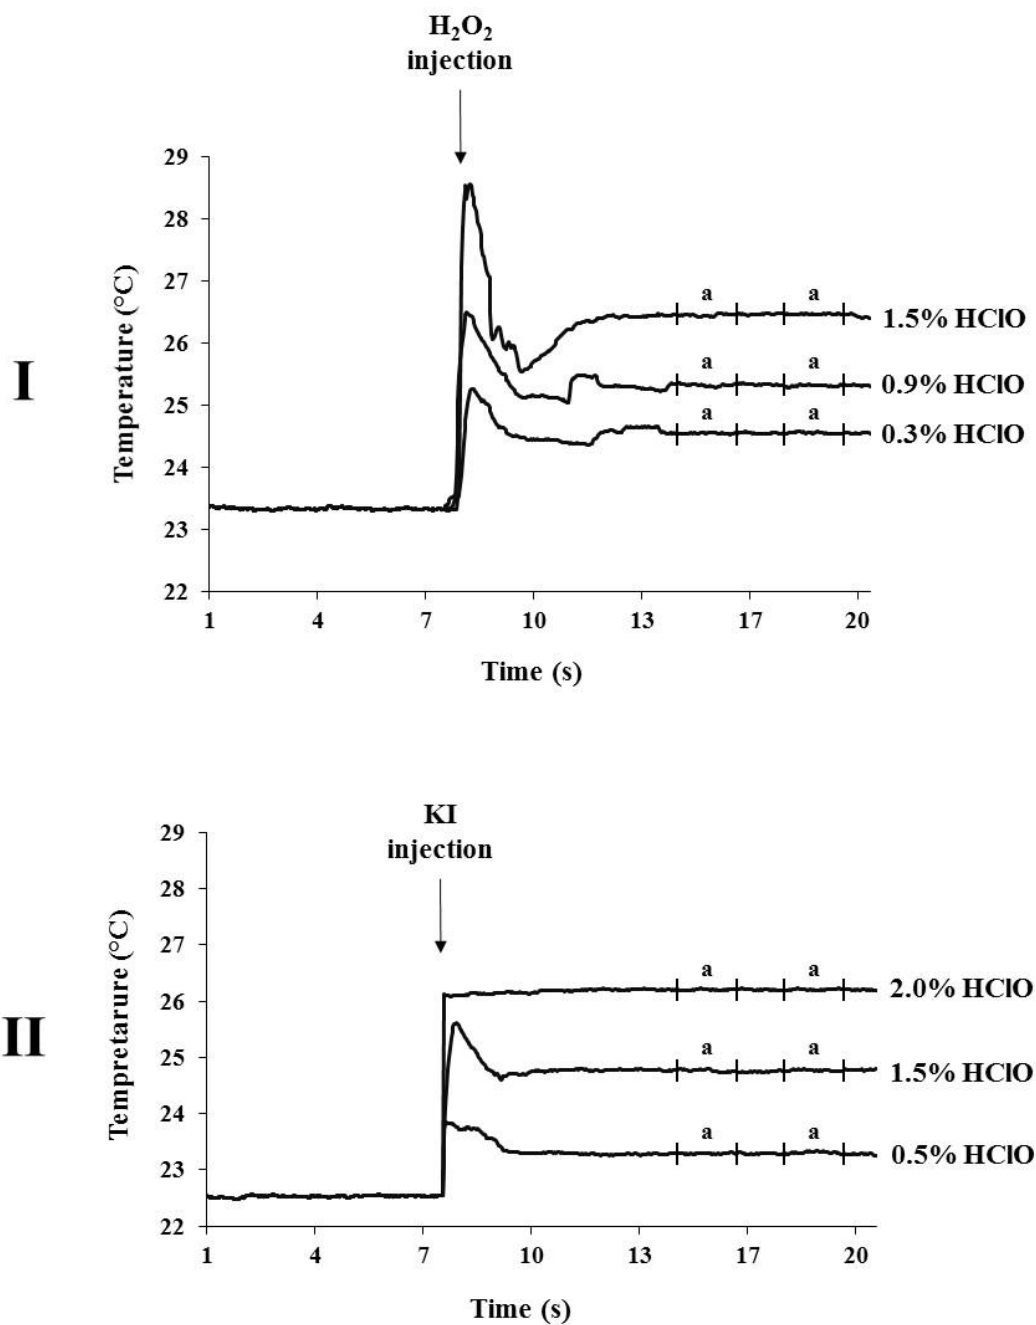 H₂O₂
injection
I
Temperature (°C)
29
28
27
26
25
24
23
22
a a
1.5% HClO
a a
0.9% HClO
a a
0.3% HClO
1 4 7 10 13 17 20
Time (s)
KI
injection
II
Tempretarure (°C)
29
28
27
26
25
24
23
22
a a
2.0% HClO
a a
1.5% HClO
a a
0.5% HClO
1 4 7 10 13 17 20
Time (s)